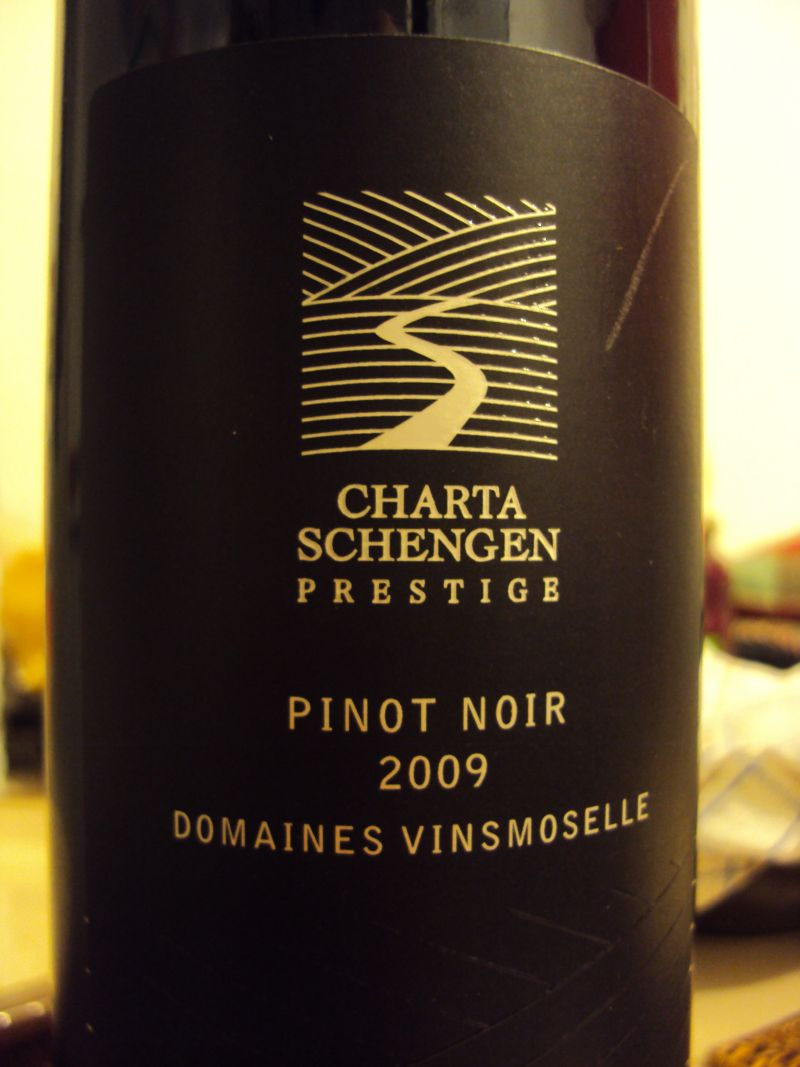 CHARTA
SCHENGEN
PRESTIGE
PINOT NOIR
2009
DOMAINES VINSMOSELLE